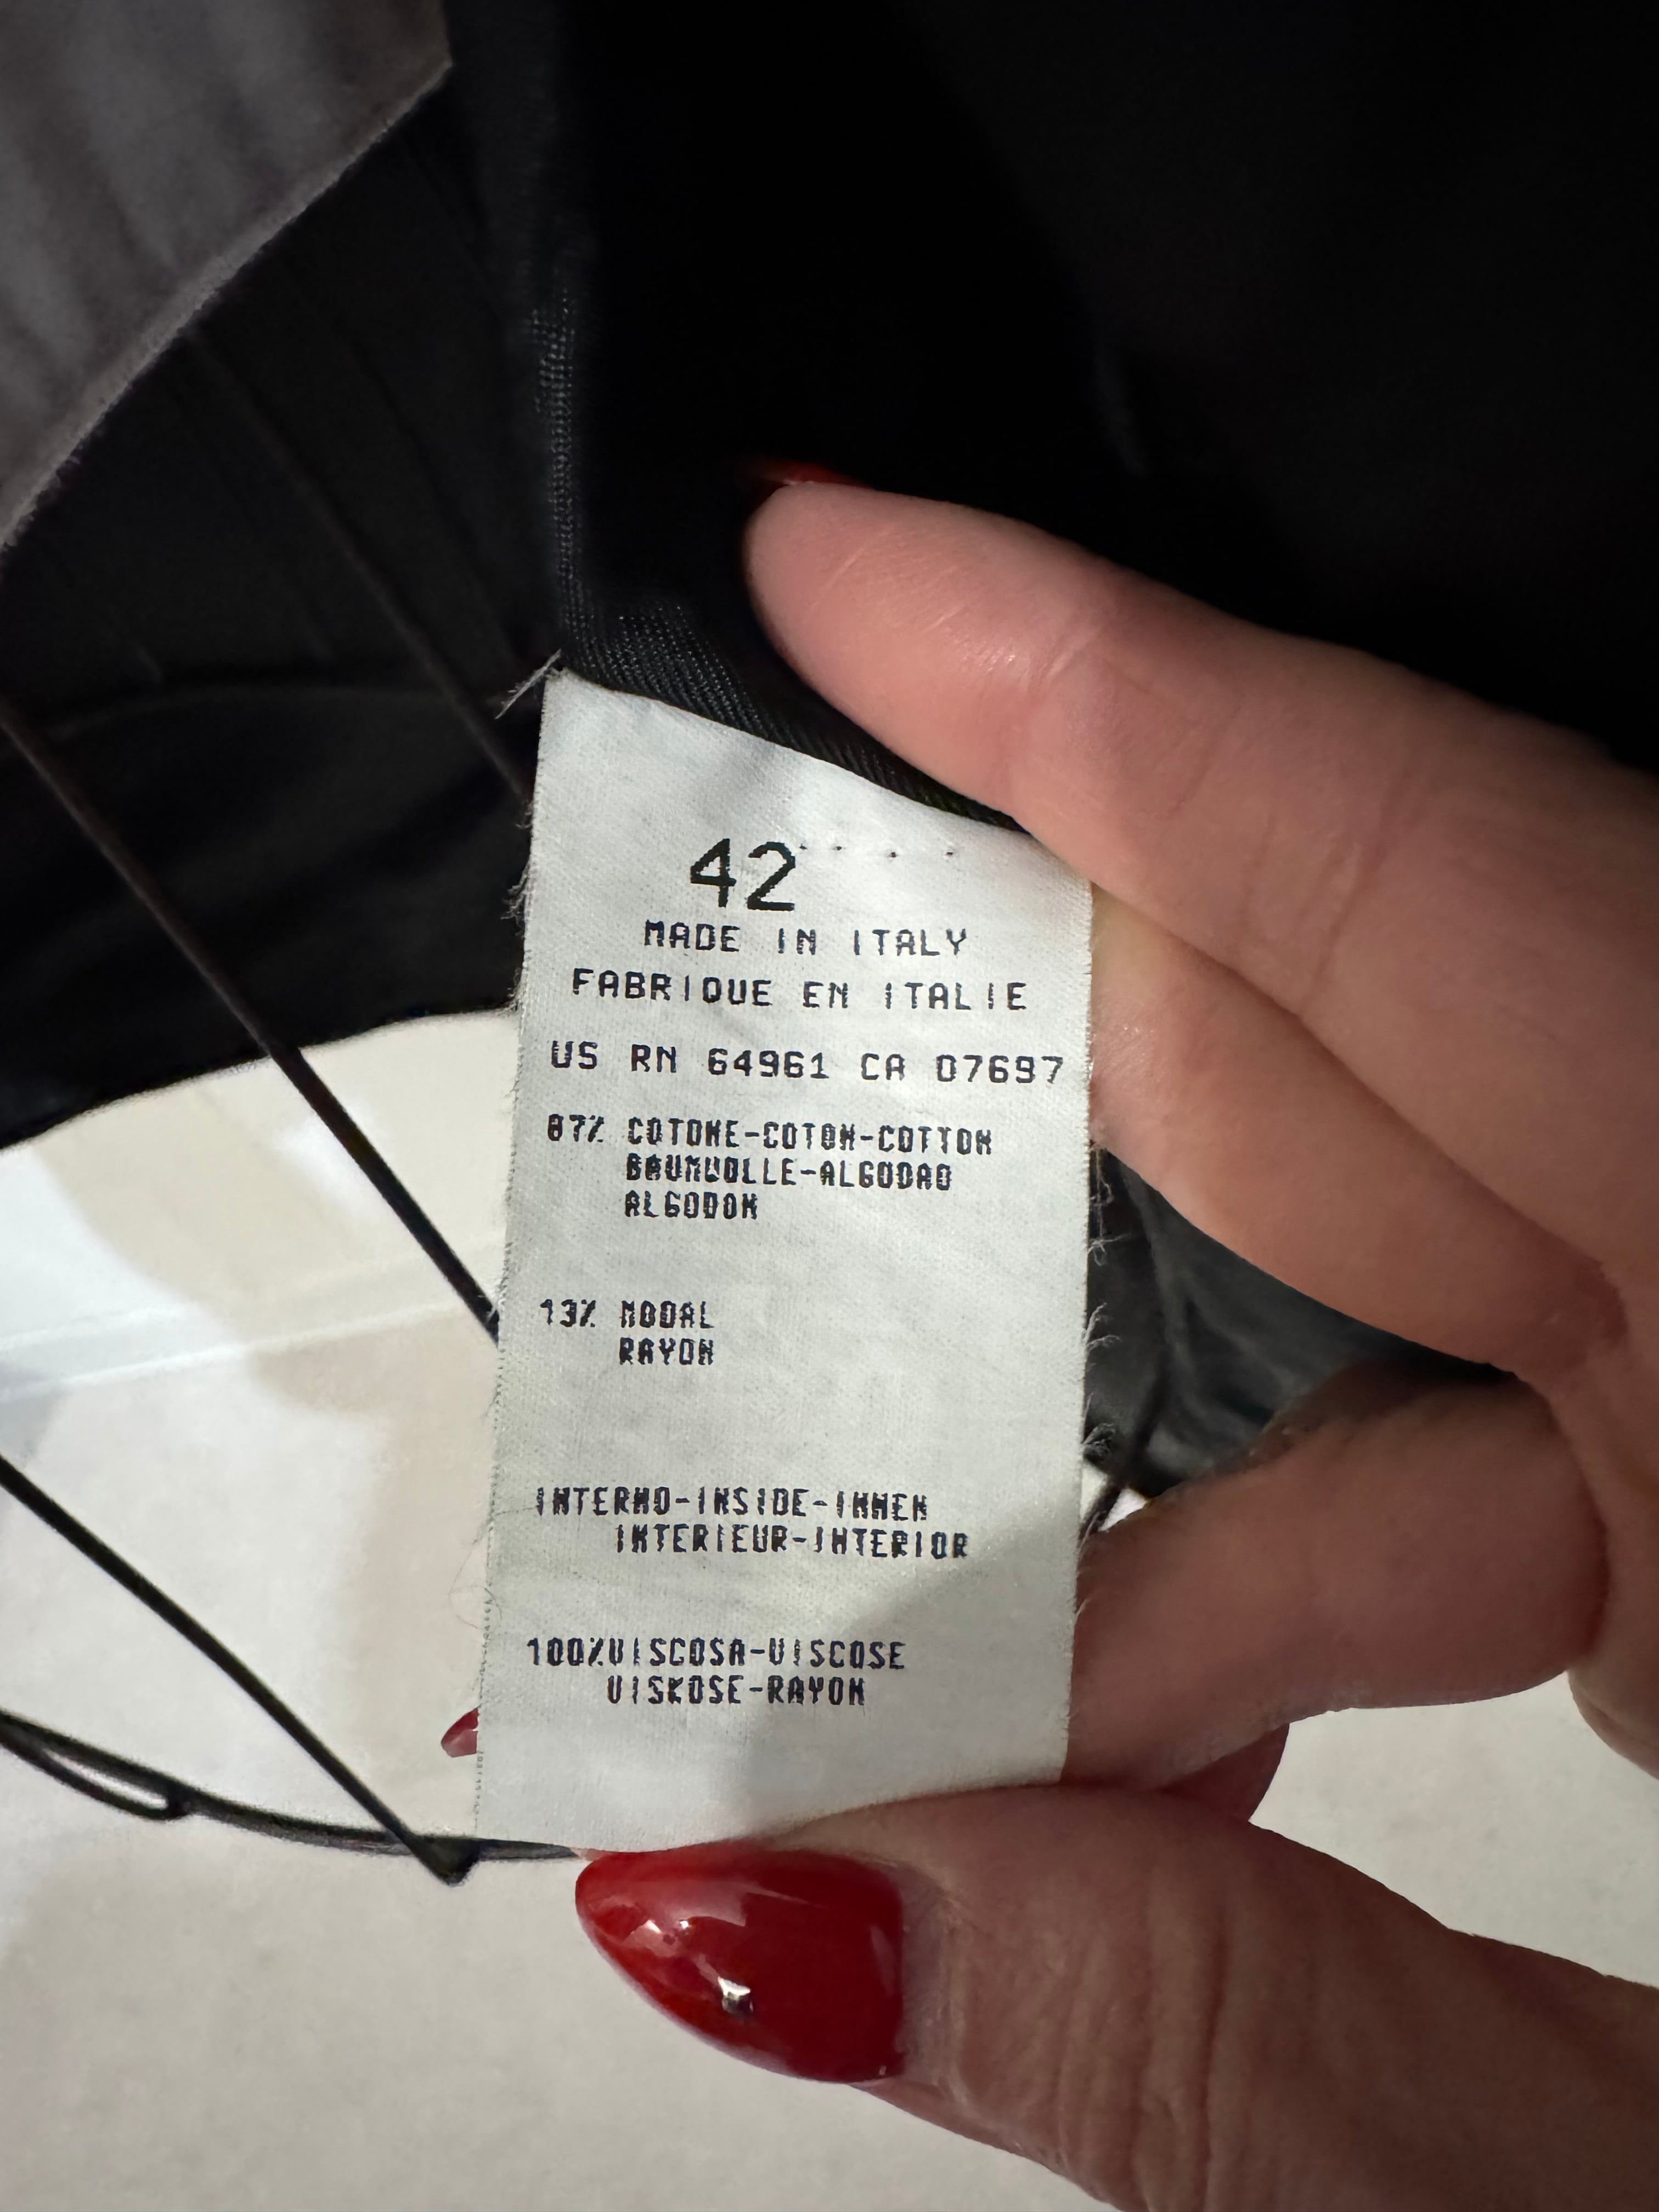 42
MADE IN ITALY
FABRIQUE EN ITALIE
US RN 64961 CA 07697
87% COTONE-COTON-COTTON
BAUMWOLLE-ALGODAO
ALGODON
13% MODAL
RAYON
INTERNO-INSIDE-INNEN
INTERIEUR-INTERIOR
100%VISCOSA-VISCOSE
VISKOSE-RAYON